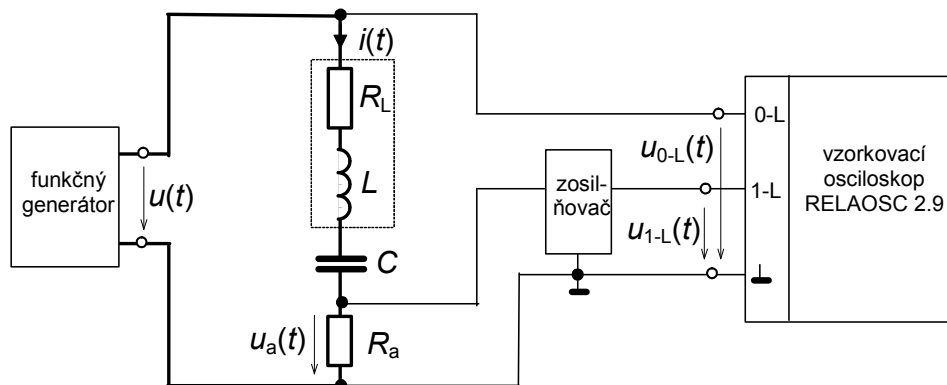 funkčný
generátor
u(t)
i(t)
R_L
L
C
u_a(t)
R_a
zosil-
ňovač
u_0-L(t)
u_1-L(t)
0-L
1-L
vzorkovací
osciloskop
RELAOSC 2.9